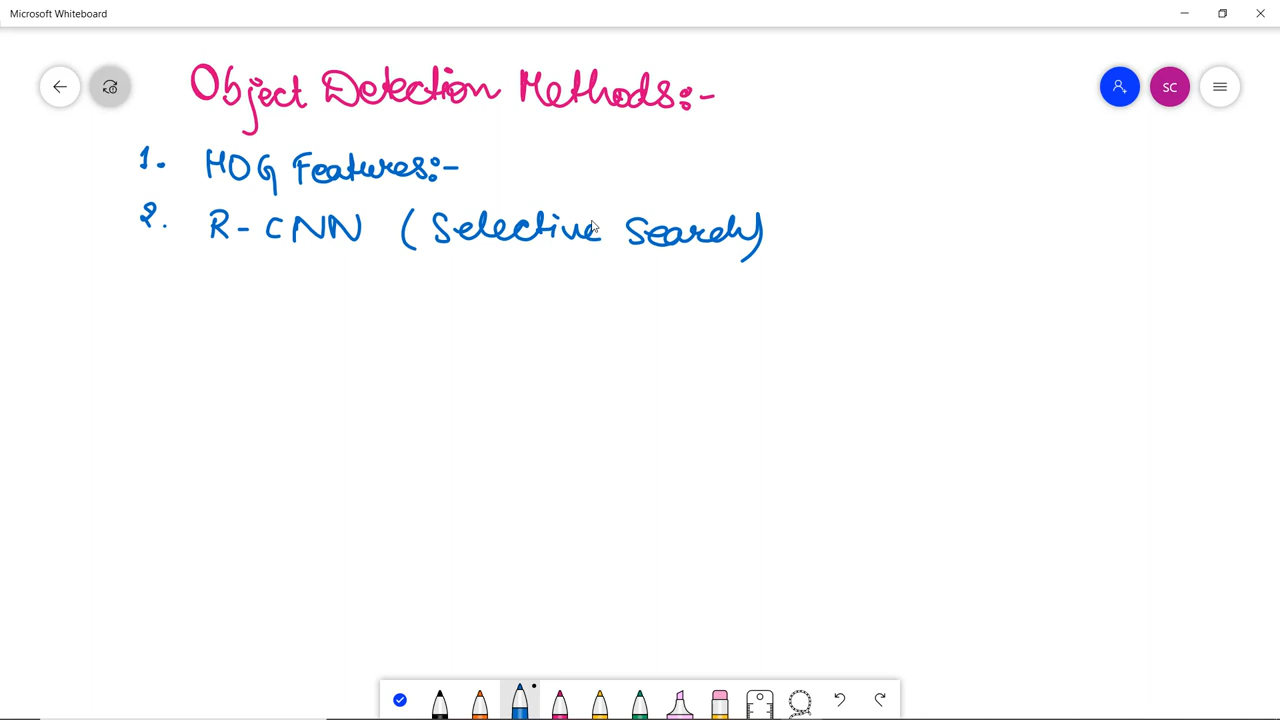 Microsoft Whiteboard
Object Detection Methods:-
SC
1. HOG Features:-
2. R-CNN (Selective Search)